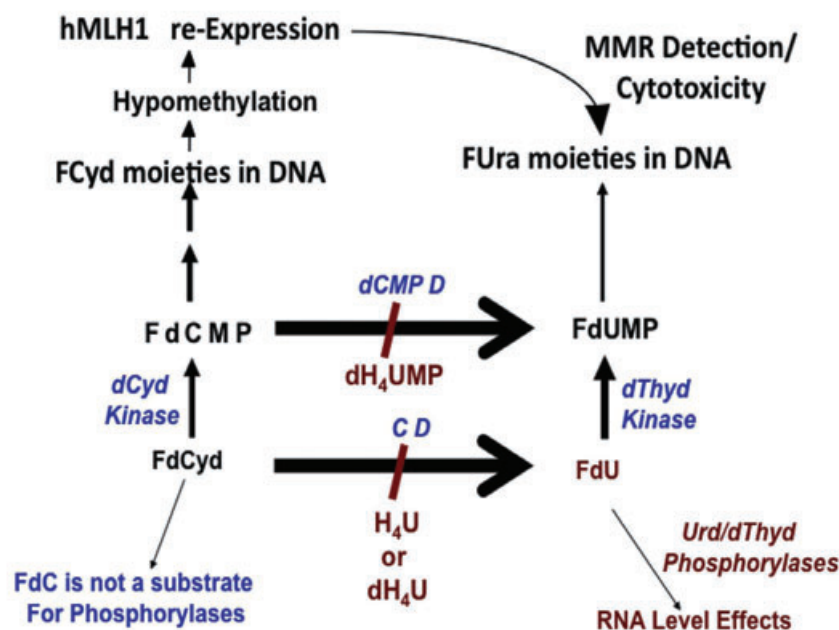 hMLH1 re-Expression
MMR Detection/
Cytotoxicity
Hypomethylation
FCyd moieties in DNA
FUra moieties in DNA
dCMP D
F d C M P
FdUMP
dH₄UMP
dCyd
Kinase
dThyd
Kinase
C D
FdCyd
FdU
H₄U
or
dH₄U
Urd/dThyd
Phosphorylases
FdC is not a substrate
For Phosphorylases
RNA Level Effects